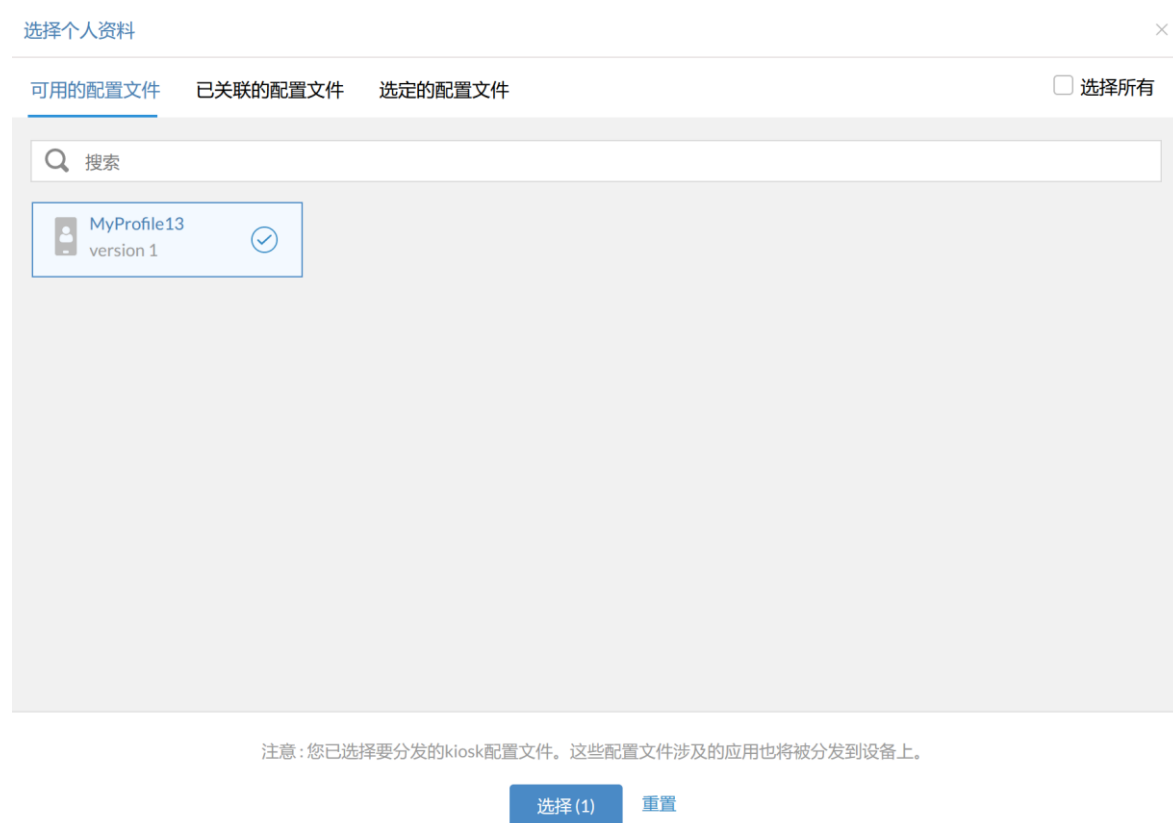 选择个人资料
可用的配置文件 已关联的配置文件 选定的配置文件 选择所有
搜索
MyProfile13
version 1
注意:您已选择要分发的kiosk配置文件。这些配置文件涉及的应用也将被分发到设备上。
选择 (1) 重置